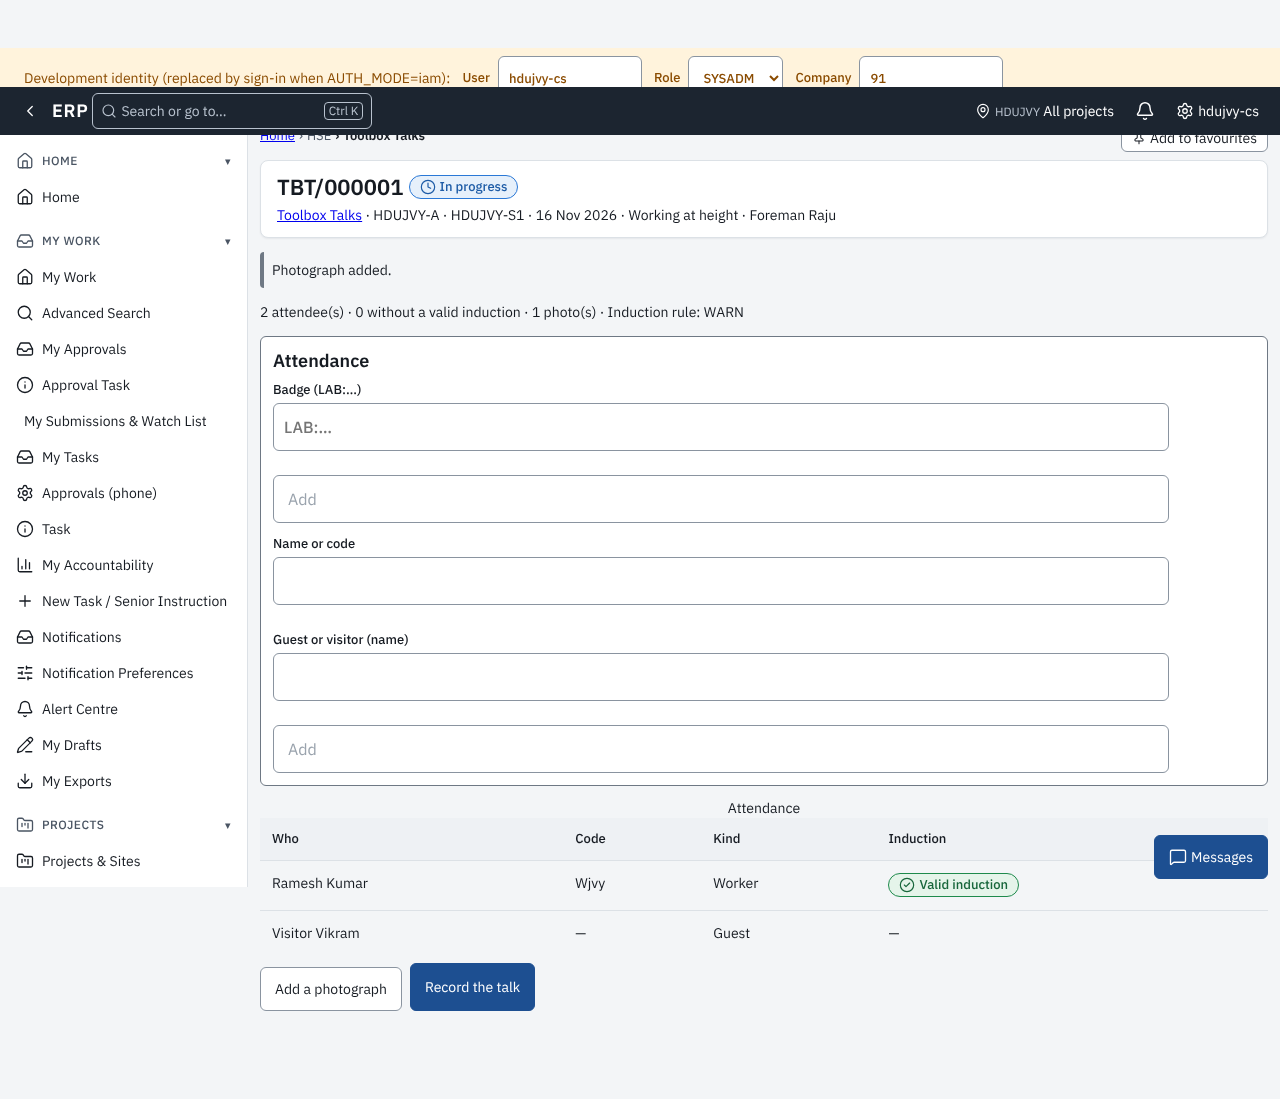 Development identity (replaced by sign-in when AUTH_MODE=iam): User hdujvy-cs Role SYSADM Company 91
ERP Search or go to... Ctrl K HDUJVY All projects hdujvy-cs
Home › HSE › Toolbox Talks Add to favourites
HOME
Home
MY WORK
My Work
Advanced Search
My Approvals
Approval Task
My Submissions & Watch List
My Tasks
Approvals (phone)
Task
My Accountability
New Task / Senior Instruction
Notifications
Notification Preferences
Alert Centre
My Drafts
My Exports
PROJECTS
Projects & Sites
TBT/000001 In progress
Toolbox Talks · HDUJVY-A · HDUJVY-S1 · 16 Nov 2026 · Working at height · Foreman Raju
Photograph added.
2 attendee(s) · 0 without a valid induction · 1 photo(s) · Induction rule: WARN
Attendance
Badge (LAB:...)
LAB:...
Add
Name or code
Guest or visitor (name)
Add
Attendance
Who Code Kind Induction
Ramesh Kumar Wjvy Worker Valid induction
Visitor Vikram — Guest —
Messages
Add a photograph Record the talk